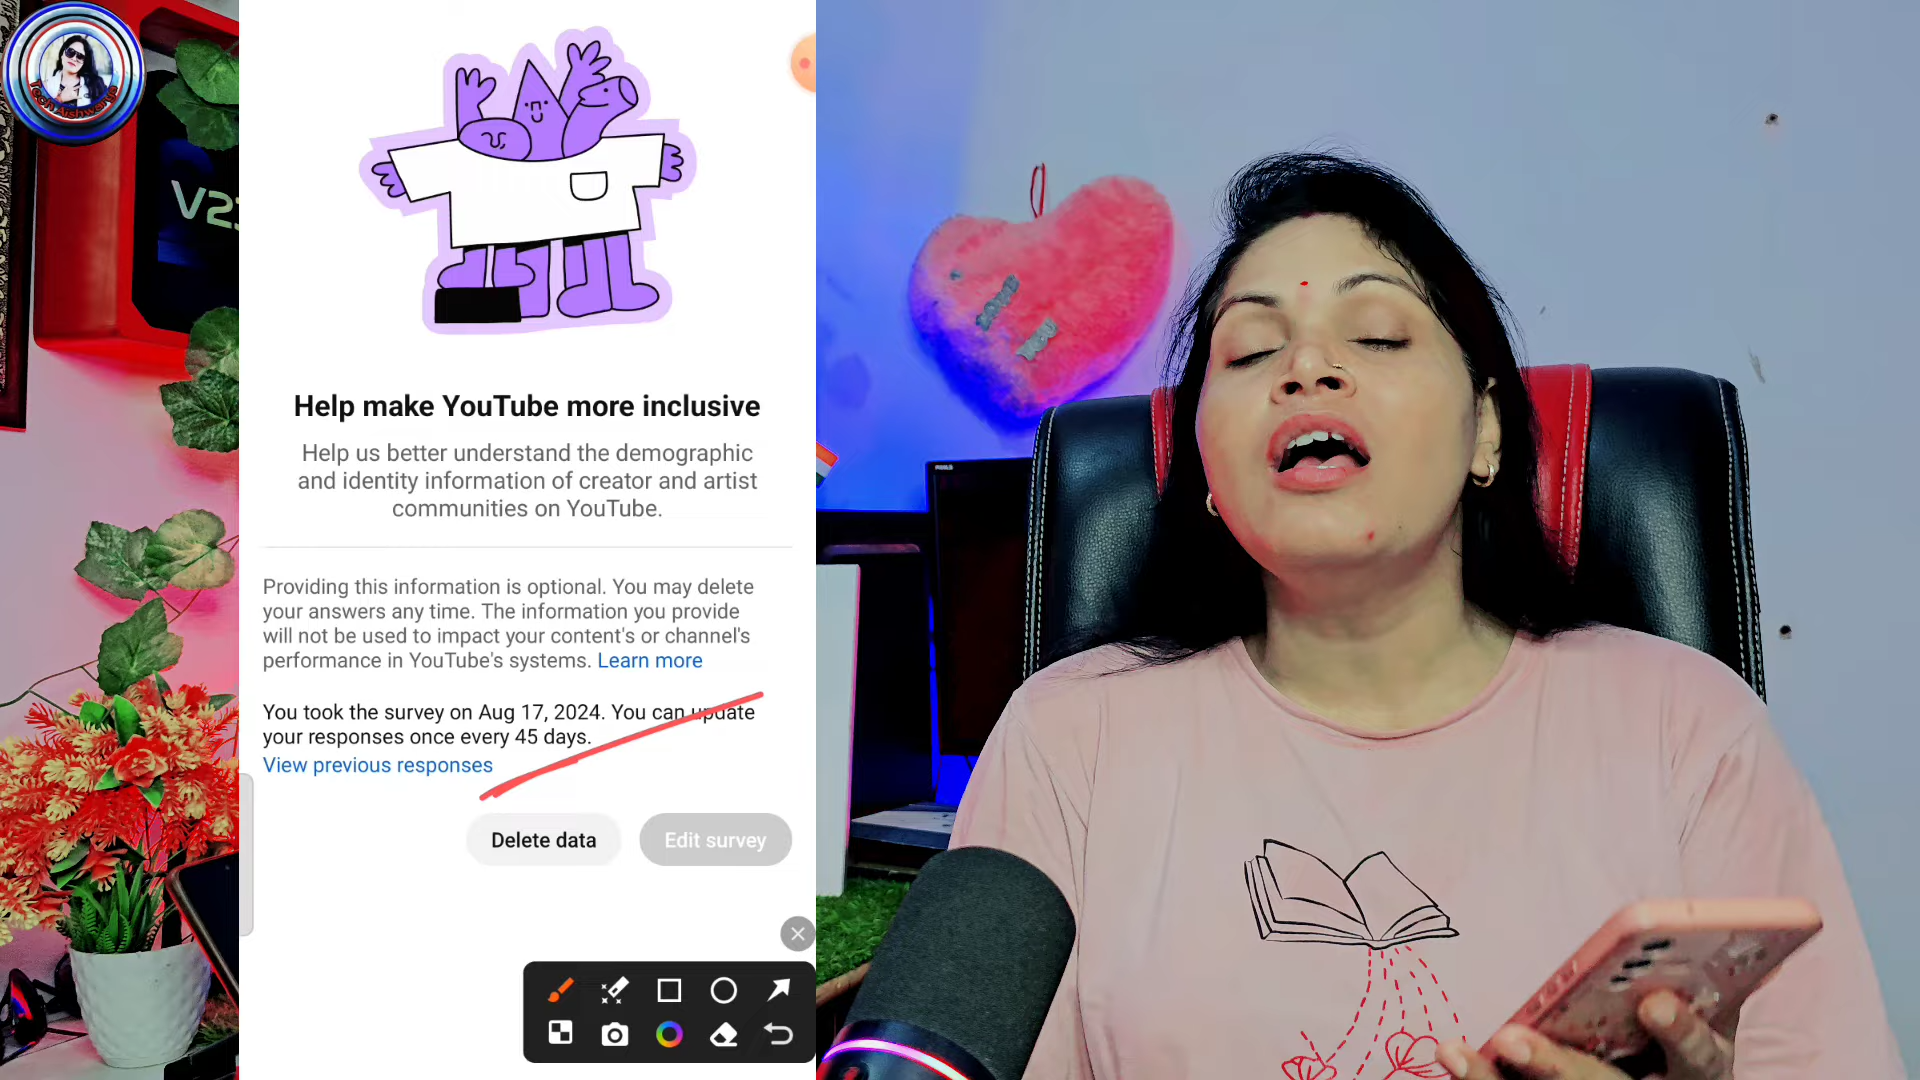 Tech Aishwarya
V23
Help make YouTube more inclusive
Help us better understand the demographic
and identity information of creator and artist
communities on YouTube.
Providing this information is optional. You may delete
your answers any time. The information you provide
will not be used to impact your content's or channel's
performance in YouTube's systems. Learn more
You took the survey on Aug 17, 2024. You can update
your responses once every 45 days.
View previous responses
Delete data
Edit survey